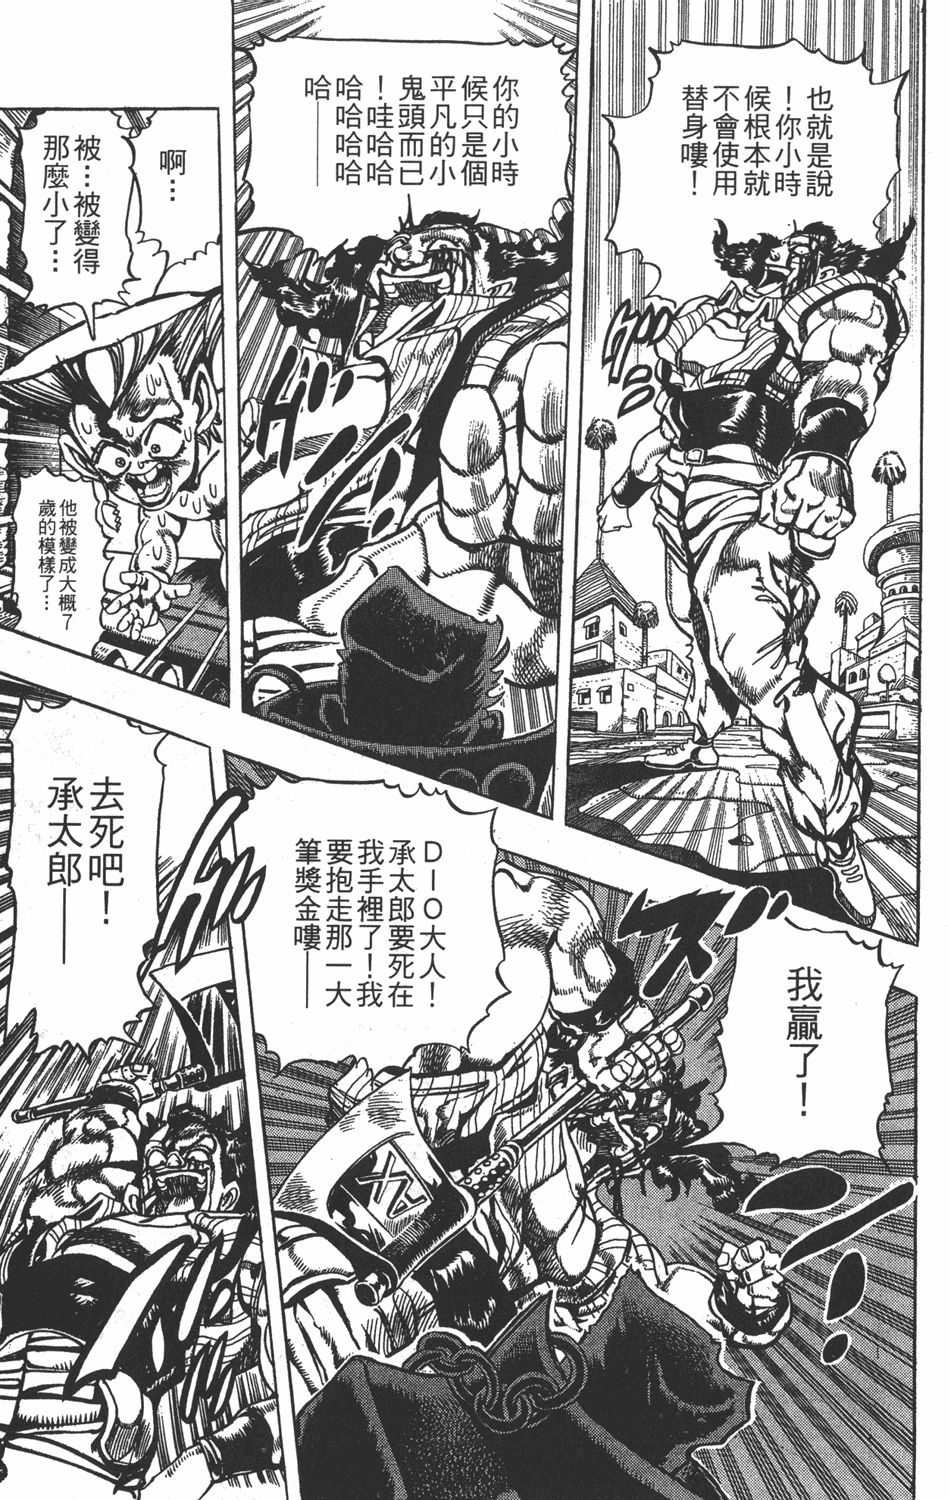 也就是說
！你小時
候根本就
不會使用
替身嘍！
你的小時
候只是個
平凡的小
鬼頭而已
！哇哈哈
哈哈哈哈
哈——
啊…
被…被變得
那麼小了…
他被變成大概7
歲的模樣了…
我贏了！
DIO大人！
承太郎要死在
我手裡了！我
要抱走那一大
筆獎金嘍——
去死吧！
承太郎——